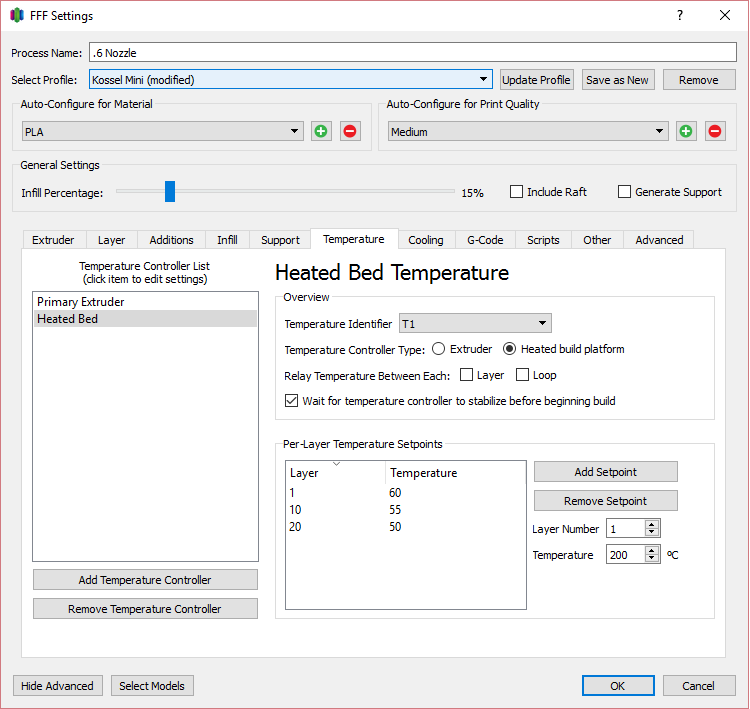 FFF Settings
Process Name: .6 Nozzle
Select Profile: Kossel Mini (modified) Update Profile Save as New Remove
Auto-Configure for Material Auto-Configure for Print Quality
PLA Medium
General Settings
Infill Percentage: 15% Include Raft Generate Support
Extruder Layer Additions Infill Support Temperature Cooling G-Code Scripts Other Advanced
Temperature Controller List
(click item to edit settings)
Primary Extruder
Heated Bed
Add Temperature Controller
Remove Temperature Controller
Heated Bed Temperature
Overview
Temperature Identifier T1
Temperature Controller Type: Extruder Heated build platform
Relay Temperature Between Each: Layer Loop
Wait for temperature controller to stabilize before beginning build
Per-Layer Temperature Setpoints
Layer Temperature
1 60
10 55
20 50
Add Setpoint
Remove Setpoint
Layer Number 1
Temperature 200 ºC
Hide Advanced Select Models OK Cancel